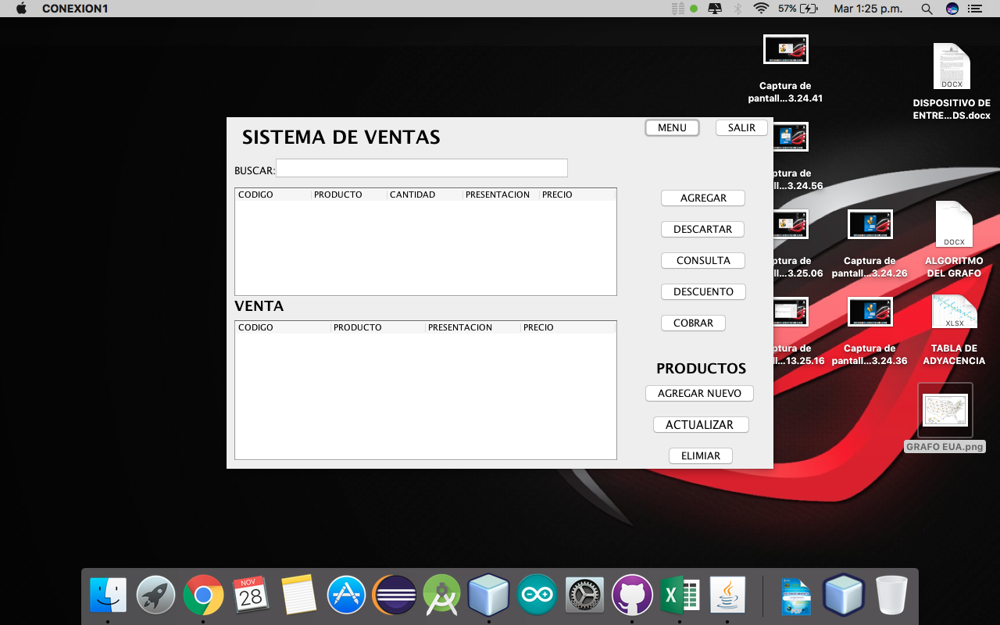 CONEXION1
57%
Mar 1:25 p.m.
Captura de
pantall...3.24.41
DISPOSITIVO DE
ENTRE...DS.docx
DOCX
SISTEMA DE VENTAS
MENU
SALIR
BUSCAR:
CODIGO PRODUCTO CANTIDAD PRESENTACION PRECIO
AGREGAR
DESCARTAR
CONSULTA
DESCUENTO
COBRAR
VENTA
CODIGO PRODUCTO PRESENTACION PRECIO
PRODUCTOS
AGREGAR NUEVO
ACTUALIZAR
ELIMIAR
ptura de
ll...3.24.56
ptura de
ll...3.25.06
Captura de
pantall...3.24.26
DOCX
ALGORITMO
DEL GRAFO
ptura de
ll...13.25.16
Captura de
pantall...3.24.36
XLSX
TABLA DE
ADYACENCIA
GRAFO EUA.png
NOV
28